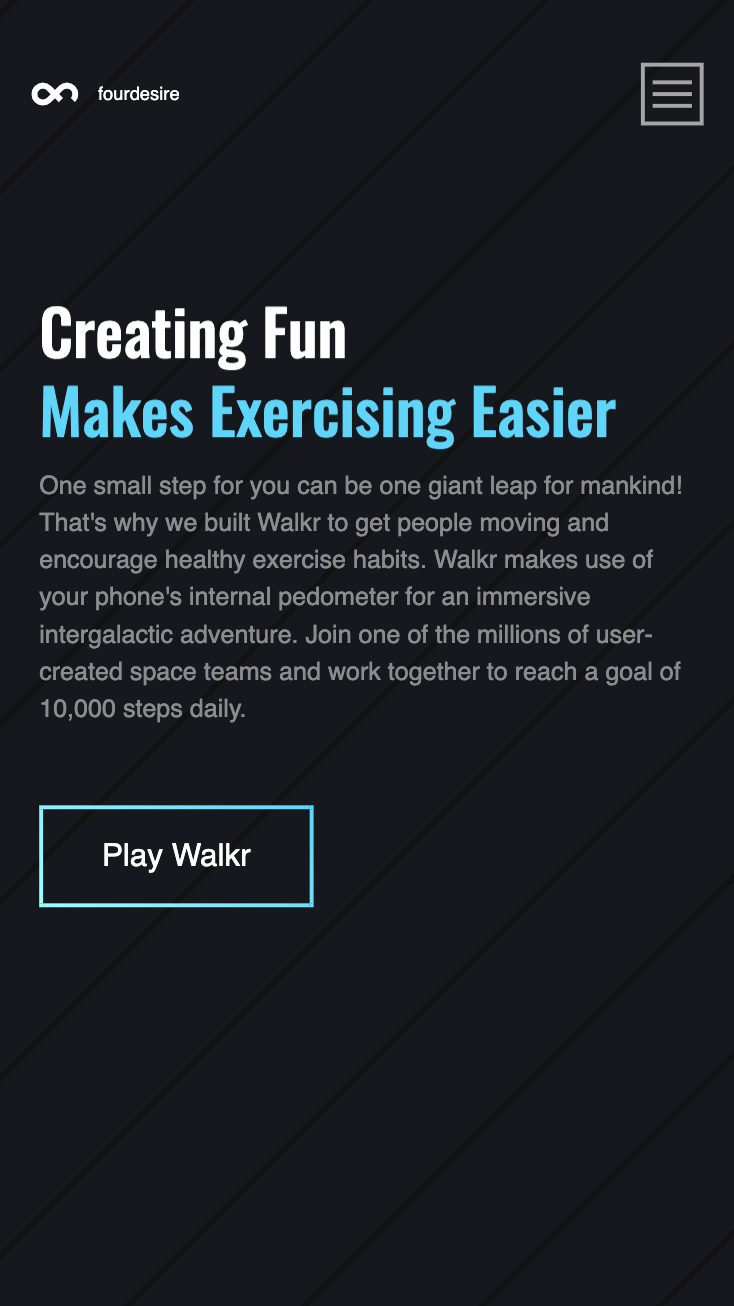 fourdesire
Creating Fun
Makes Exercising Easier
One small step for you can be one giant leap for mankind!
That's why we built Walkr to get people moving and
encourage healthy exercise habits. Walkr makes use of
your phone's internal pedometer for an immersive
intergalactic adventure. Join one of the millions of user-
created space teams and work together to reach a goal of
10,000 steps daily.
Play Walkr